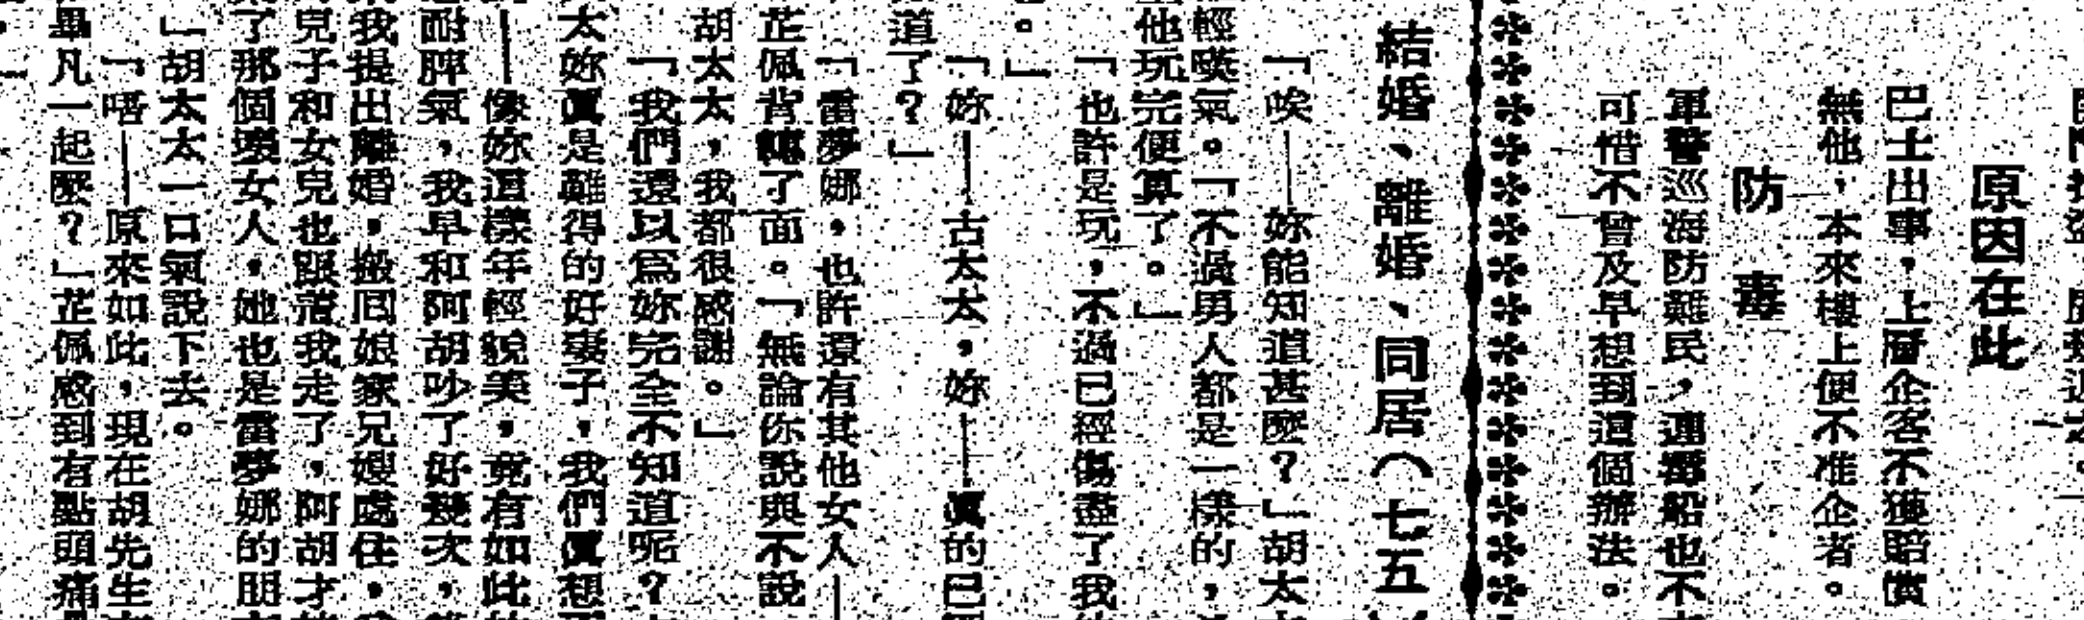 原因在此
巴士出事，上層企客不獲賠償
無他，本來樓上便不准企者。
防毒
軍警巡海防難民，連毒船也不
可惜不曾及早想到這個辦法。
結婚、離婚、同居（七五
「唉——妳能知道甚麼？」胡太
輕嘆氣。「不過男人都是一樣的，
他玩完便算了。」
「也許是玩，不過已經傷盡了我
。」
「妳——古太太，妳——眞的已
道了？」
「雷夢娜，也許還有其他女人—
芷佩背轉了面。「無論你說與不說
胡太太，我都很感謝。」
「我們還以爲妳完全不知道呢？
太妳眞是難得的好妻子，我們眞想
——像妳這樣年輕貌美，竟有如此
耐脾氣，我早和阿胡吵了好幾次，
我提出離婚，搬囘娘家兄嫂處住，
兒子和女兒也跟着我走了，阿胡才
了那個壞女人，她也是雷夢娜的朋
」胡太太一口氣說下去。
「唔——原來如此，現在胡先生
畢凡一起麼？」芷佩感到有點頭痛